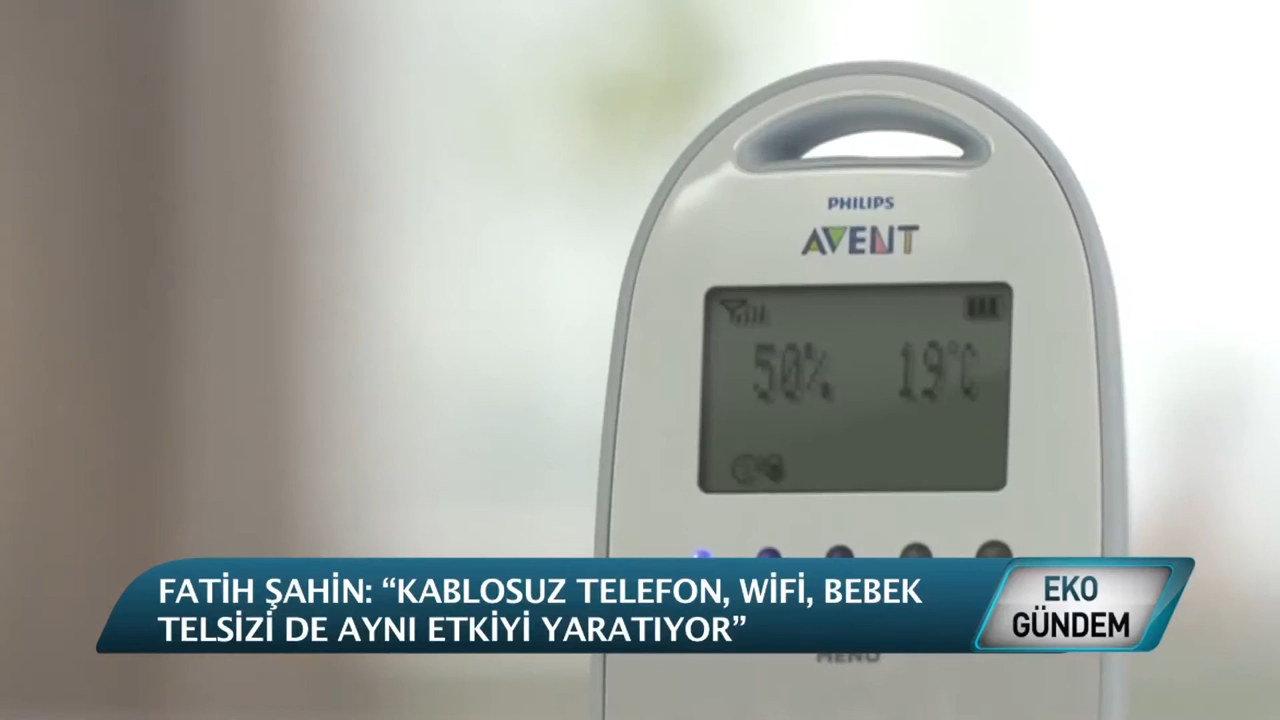 PHILIPS
AVENT
50% 19°C
FATİH ŞAHİN: “KABLOSUZ TELEFON, WİFİ, BEBEK
TELSİZİ DE AYNI ETKİYİ YARATIYOR”
EKO
GÜNDEM
MENU